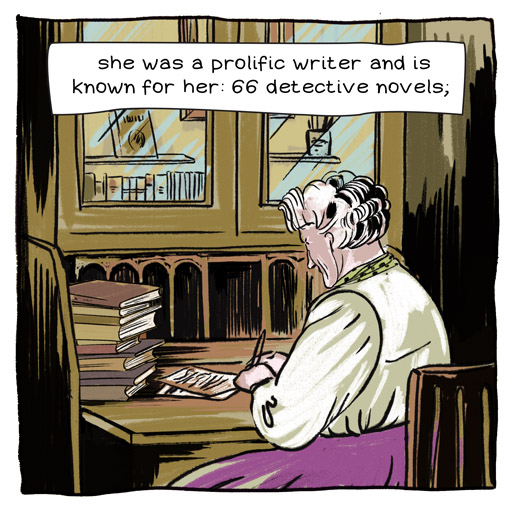 she was a prolific writer and is
known for her: 66 detective novels;